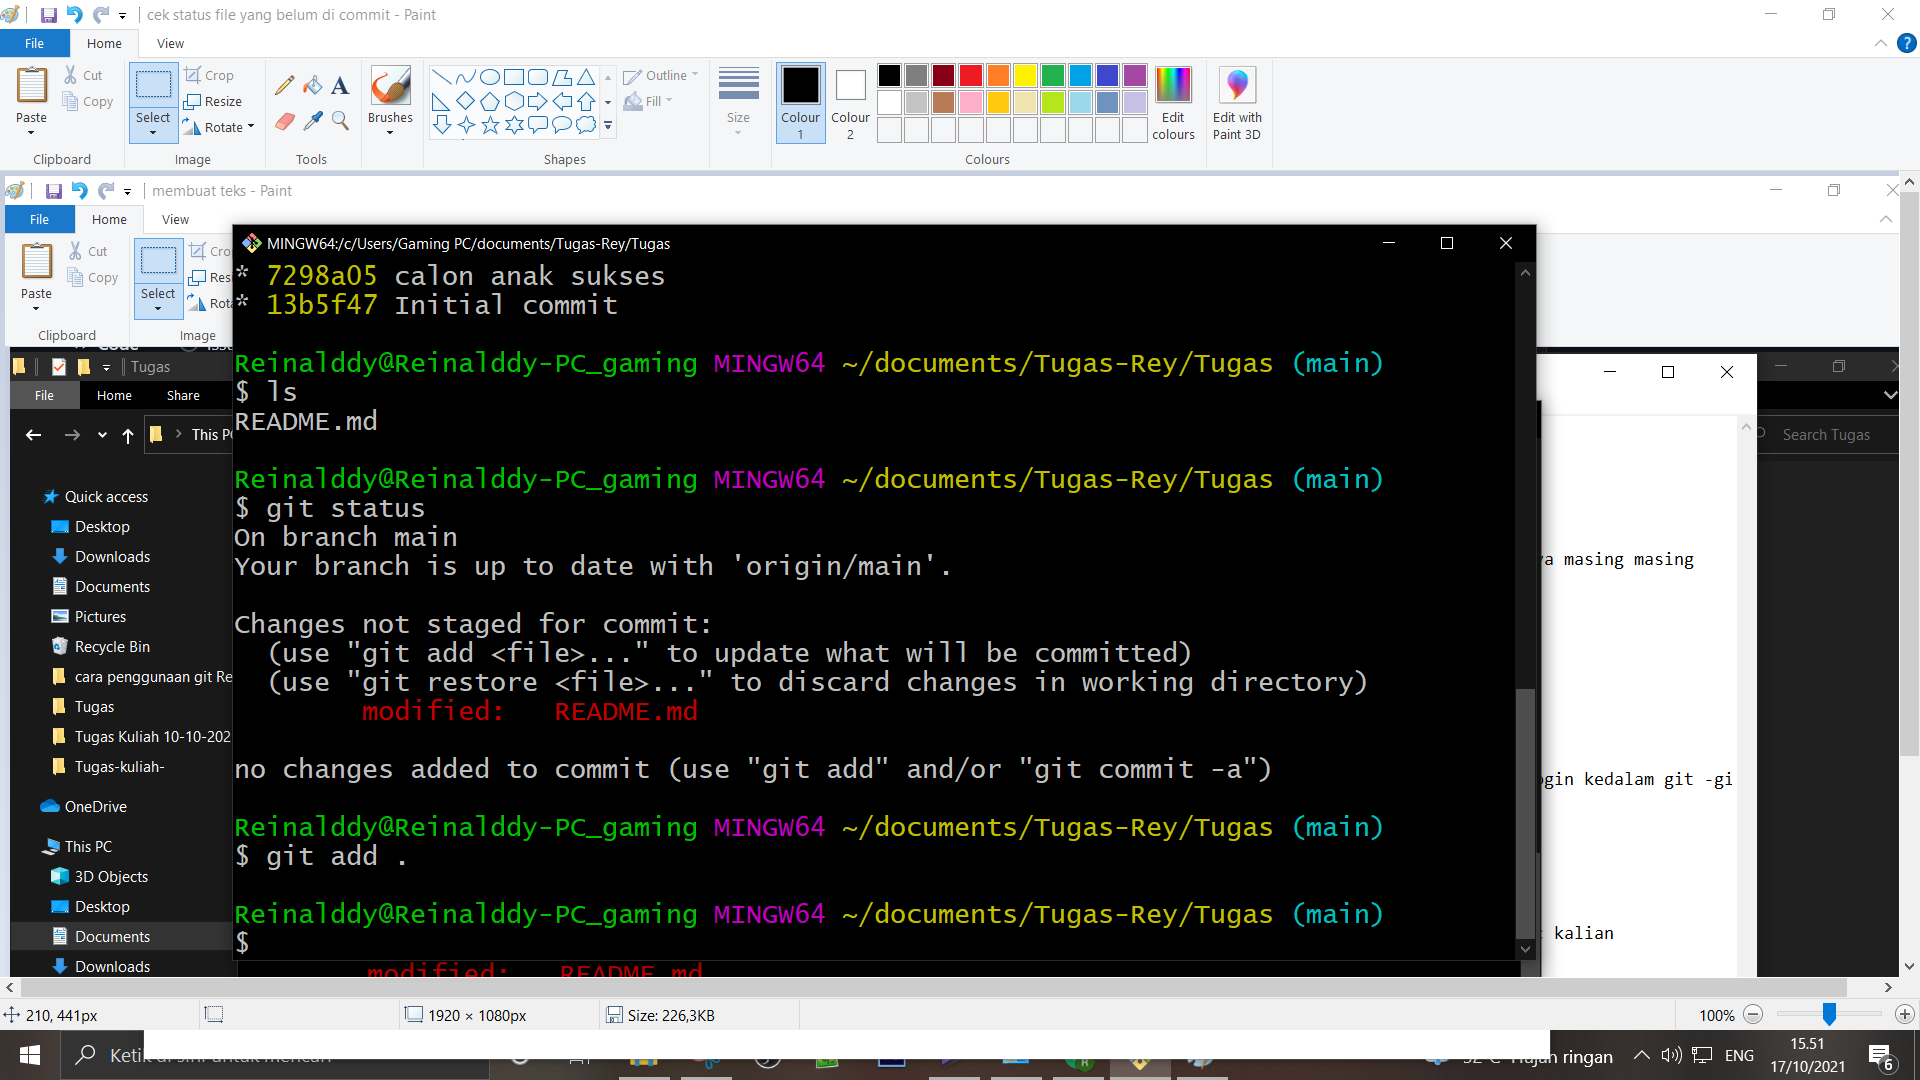 cek status file yang belum di commit - Paint
File Home View
Paste Cut Copy Clipboard
Select Crop Resize Rotate Image
Tools
Brushes
Shapes
Outline Fill
Size
Colour 1 Colour 2
Colours
Edit colours
Edit with Paint 3D
membuat teks - Paint
File Home View
Paste Cut Copy Clipboard
Select Image
MINGW64:/c/Users/Gaming PC/documents/Tugas-Rey/Tugas
* 7298a05 calon anak sukses
* 13b5f47 Initial commit
Reinalddy@Reinalddy-PC_gaming MINGW64 ~/documents/Tugas-Rey/Tugas (main)
$ ls
README.md
Reinalddy@Reinalddy-PC_gaming MINGW64 ~/documents/Tugas-Rey/Tugas (main)
$ git status
On branch main
Your branch is up to date with 'origin/main'.
Changes not staged for commit:
(use "git add <file>..." to update what will be committed)
(use "git restore <file>..." to discard changes in working directory)
modified: README.md
no changes added to commit (use "git add" and/or "git commit -a")
Reinalddy@Reinalddy-PC_gaming MINGW64 ~/documents/Tugas-Rey/Tugas (main)
$ git add .
Reinalddy@Reinalddy-PC_gaming MINGW64 ~/documents/Tugas-Rey/Tugas (main)
$
modified: README.md
Tugas
File Home Share
This PC
Search Tugas
Quick access
Desktop
Downloads
Documents
Pictures
Recycle Bin
cara penggunaan git Re
Tugas
Tugas Kuliah 10-10-202
Tugas-kuliah-
OneDrive
This PC
3D Objects
Desktop
Documents
Downloads
masing masing
kedalam git -gi
kalian
210, 441px
1920 × 1080px
Size: 226,3KB
100%
Hujan ringan
ENG
15.51
17/10/2021
6